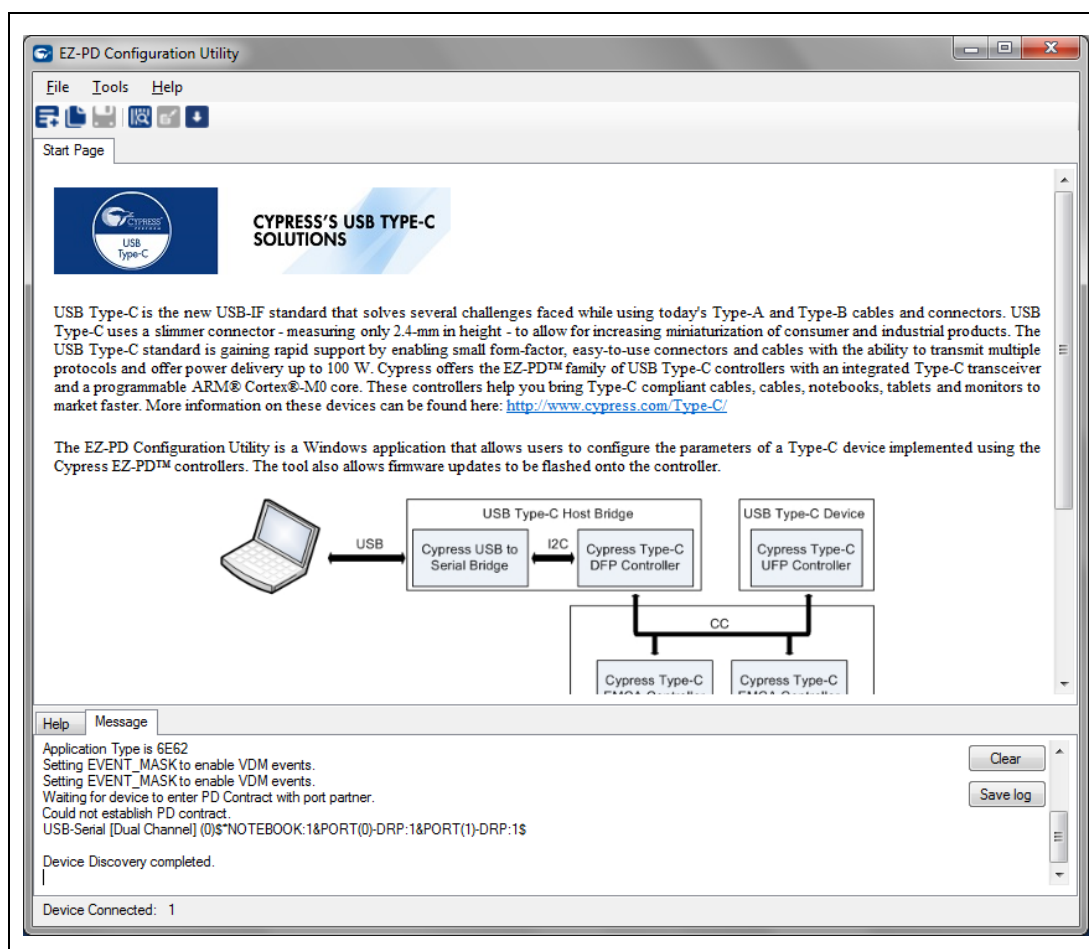 EZ-PD Configuration Utility
File Tools Help
Start Page
CYPRESS
PERFORM
USB
Type-C
CYPRESS'S USB TYPE-C
SOLUTIONS
USB Type-C is the new USB-IF standard that solves several challenges faced while using today's Type-A and Type-B cables and connectors. USB
Type-C uses a slimmer connector - measuring only 2.4-mm in height - to allow for increasing miniaturization of consumer and industrial products. The
USB Type-C standard is gaining rapid support by enabling small form-factor, easy-to-use connectors and cables with the ability to transmit multiple
protocols and offer power delivery up to 100 W. Cypress offers the EZ-PD™ family of USB Type-C controllers with an integrated Type-C transceiver
and a programmable ARM® Cortex®-M0 core. These controllers help you bring Type-C compliant cables, cables, notebooks, tablets and monitors to
market faster. More information on these devices can be found here: http://www.cypress.com/Type-C/
The EZ-PD Configuration Utility is a Windows application that allows users to configure the parameters of a Type-C device implemented using the
Cypress EZ-PD™ controllers. The tool also allows firmware updates to be flashed onto the controller.
USB Type-C Host Bridge
USB Type-C Device
USB
Cypress USB to
Serial Bridge
I2C
Cypress Type-C
DFP Controller
Cypress Type-C
UFP Controller
CC
Cypress Type-C
Cypress Type-C
Help Message
Application Type is 6E62
Setting EVENT_MASK to enable VDM events.
Setting EVENT_MASK to enable VDM events.
Waiting for device to enter PD Contract with port partner.
Could not establish PD contract.
USB-Serial [Dual Channel] (0)$*NOTEBOOK:1&PORT(0)-DRP:1&PORT(1)-DRP:1$
Device Discovery completed.
Clear
Save log
Device Connected: 1